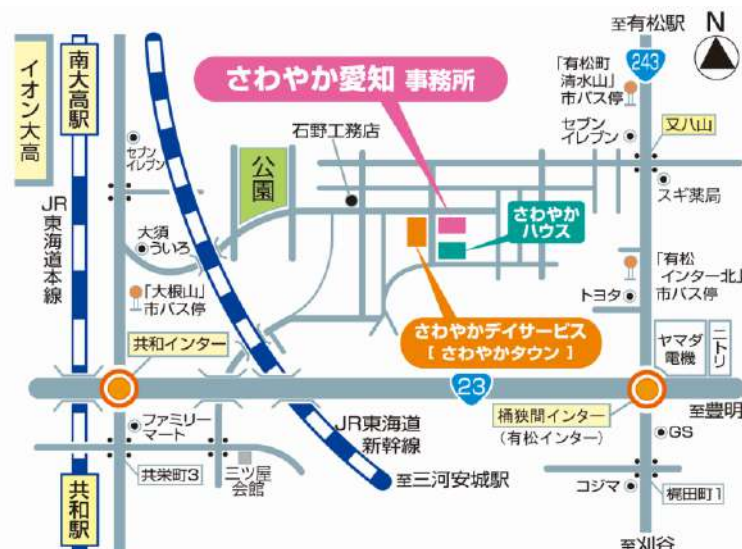 至有松駅
N
243
「有松町
清水山」
市バス停
さわやか愛知 事務所
イオン大高
南大高駅
セブン
イレブン
公園
石野工務店
セブン
イレブン
又八山
スギ薬局
JR東海道本線
大須
ういろ
さわやか
ハウス
「大根山」
市バス停
「有松
インター北」
市バス停
トヨタ
さわやかデイサービス
[ さわやかタウン ]
共和インター
ヤマダ
電機
ニトリ
23
桶狭間インター
(有松インター)
至豊明
ファミリー
マート
JR東海道
新幹線
GS
共栄町3
三ツ屋
会館
至三河安城駅
コジマ
梶田町1
共和駅
至刈谷